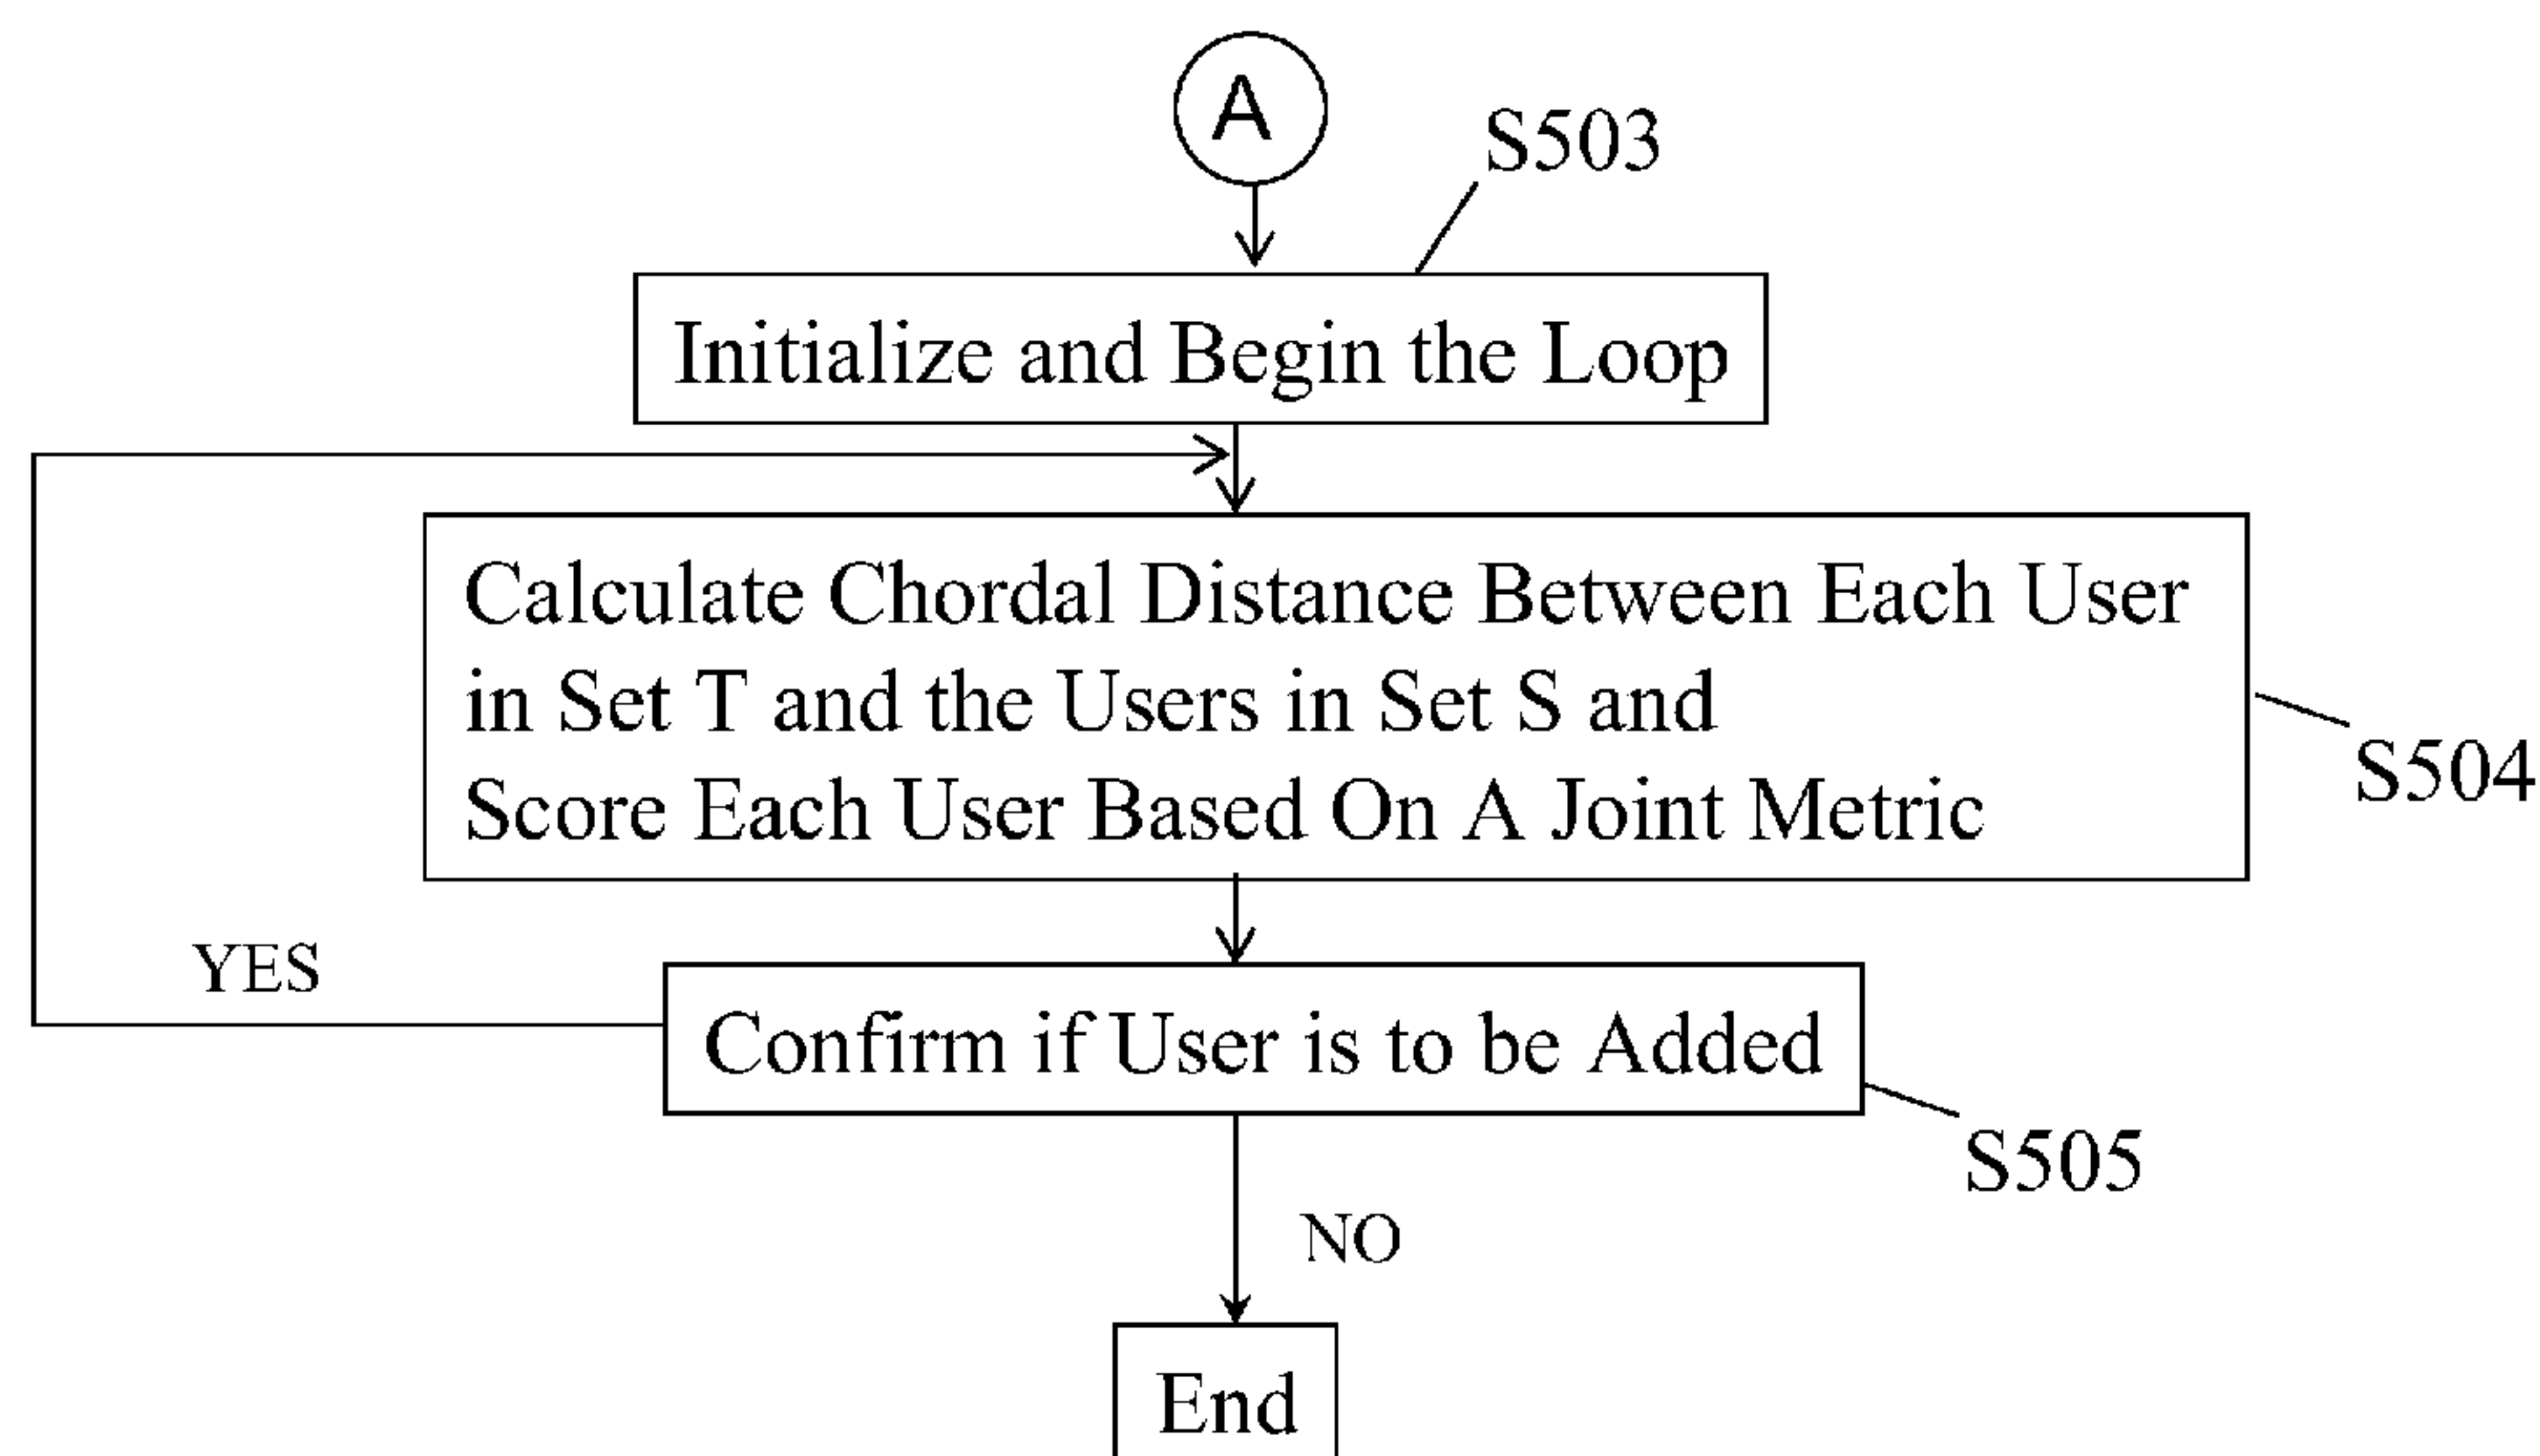 A
S503
Initialize and Begin the Loop
Calculate Chordal Distance Between Each User
in Set T and the Users in Set S and
Score Each User Based On A Joint Metric
S504
YES
Confirm if User is to be Added
S505
NO
End